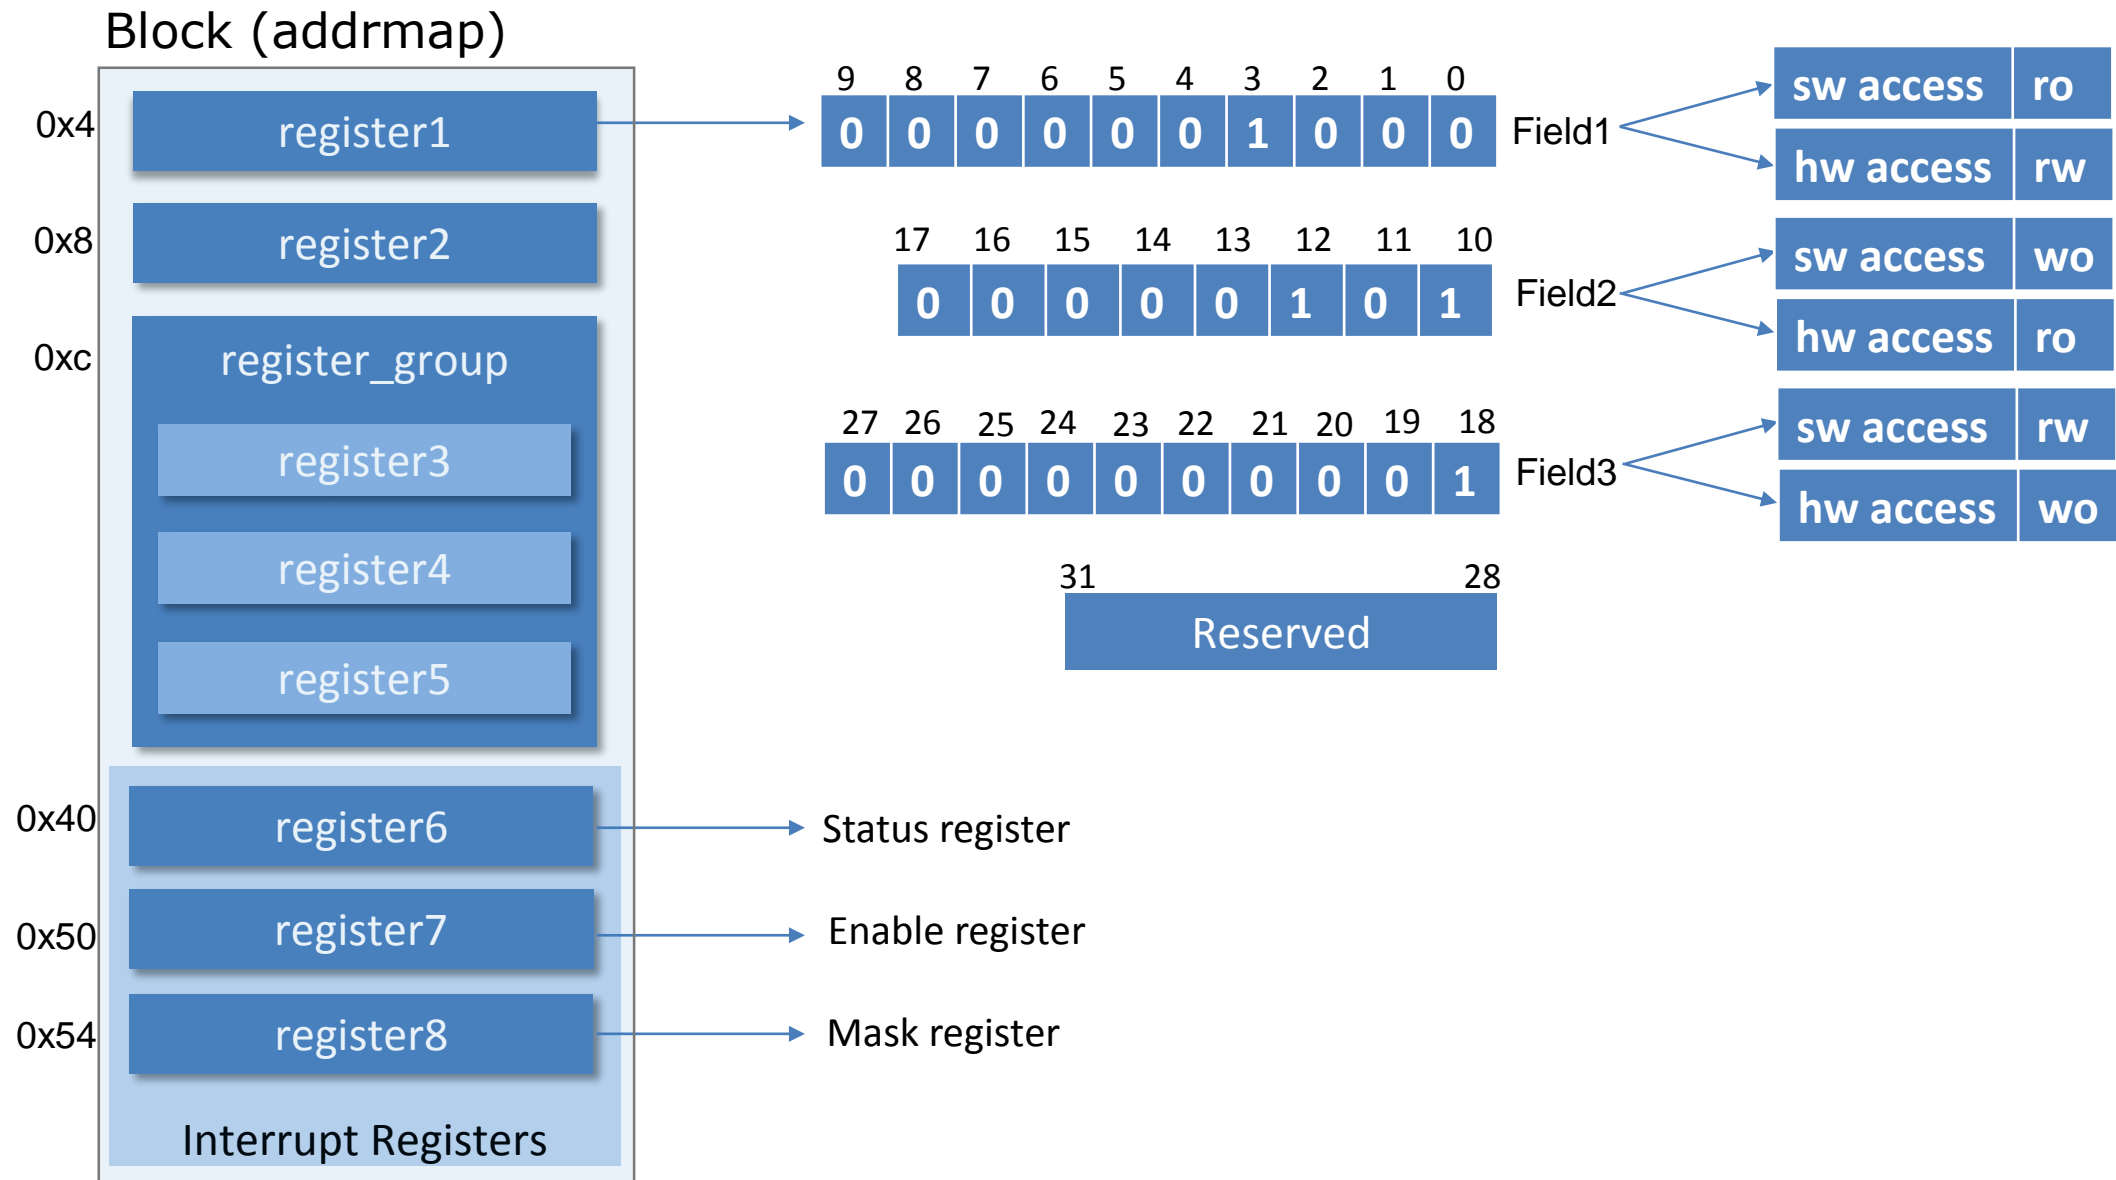 Block (addrmap)
0x4 register1
0x8 register2
0xc register_group
register3
register4
register5
0x40 register6 Status register
0x50 register7 Enable register
0x54 register8 Mask register
Interrupt Registers
9 8 7 6 5 4 3 2 1 0
0 0 0 0 0 0 1 0 0 0 Field1
sw access ro
hw access rw
17 16 15 14 13 12 11 10
0 0 0 0 0 1 0 1 Field2
sw access wo
hw access ro
27 26 25 24 23 22 21 20 19 18
0 0 0 0 0 0 0 0 0 1 Field3
sw access rw
hw access wo
31 28
Reserved